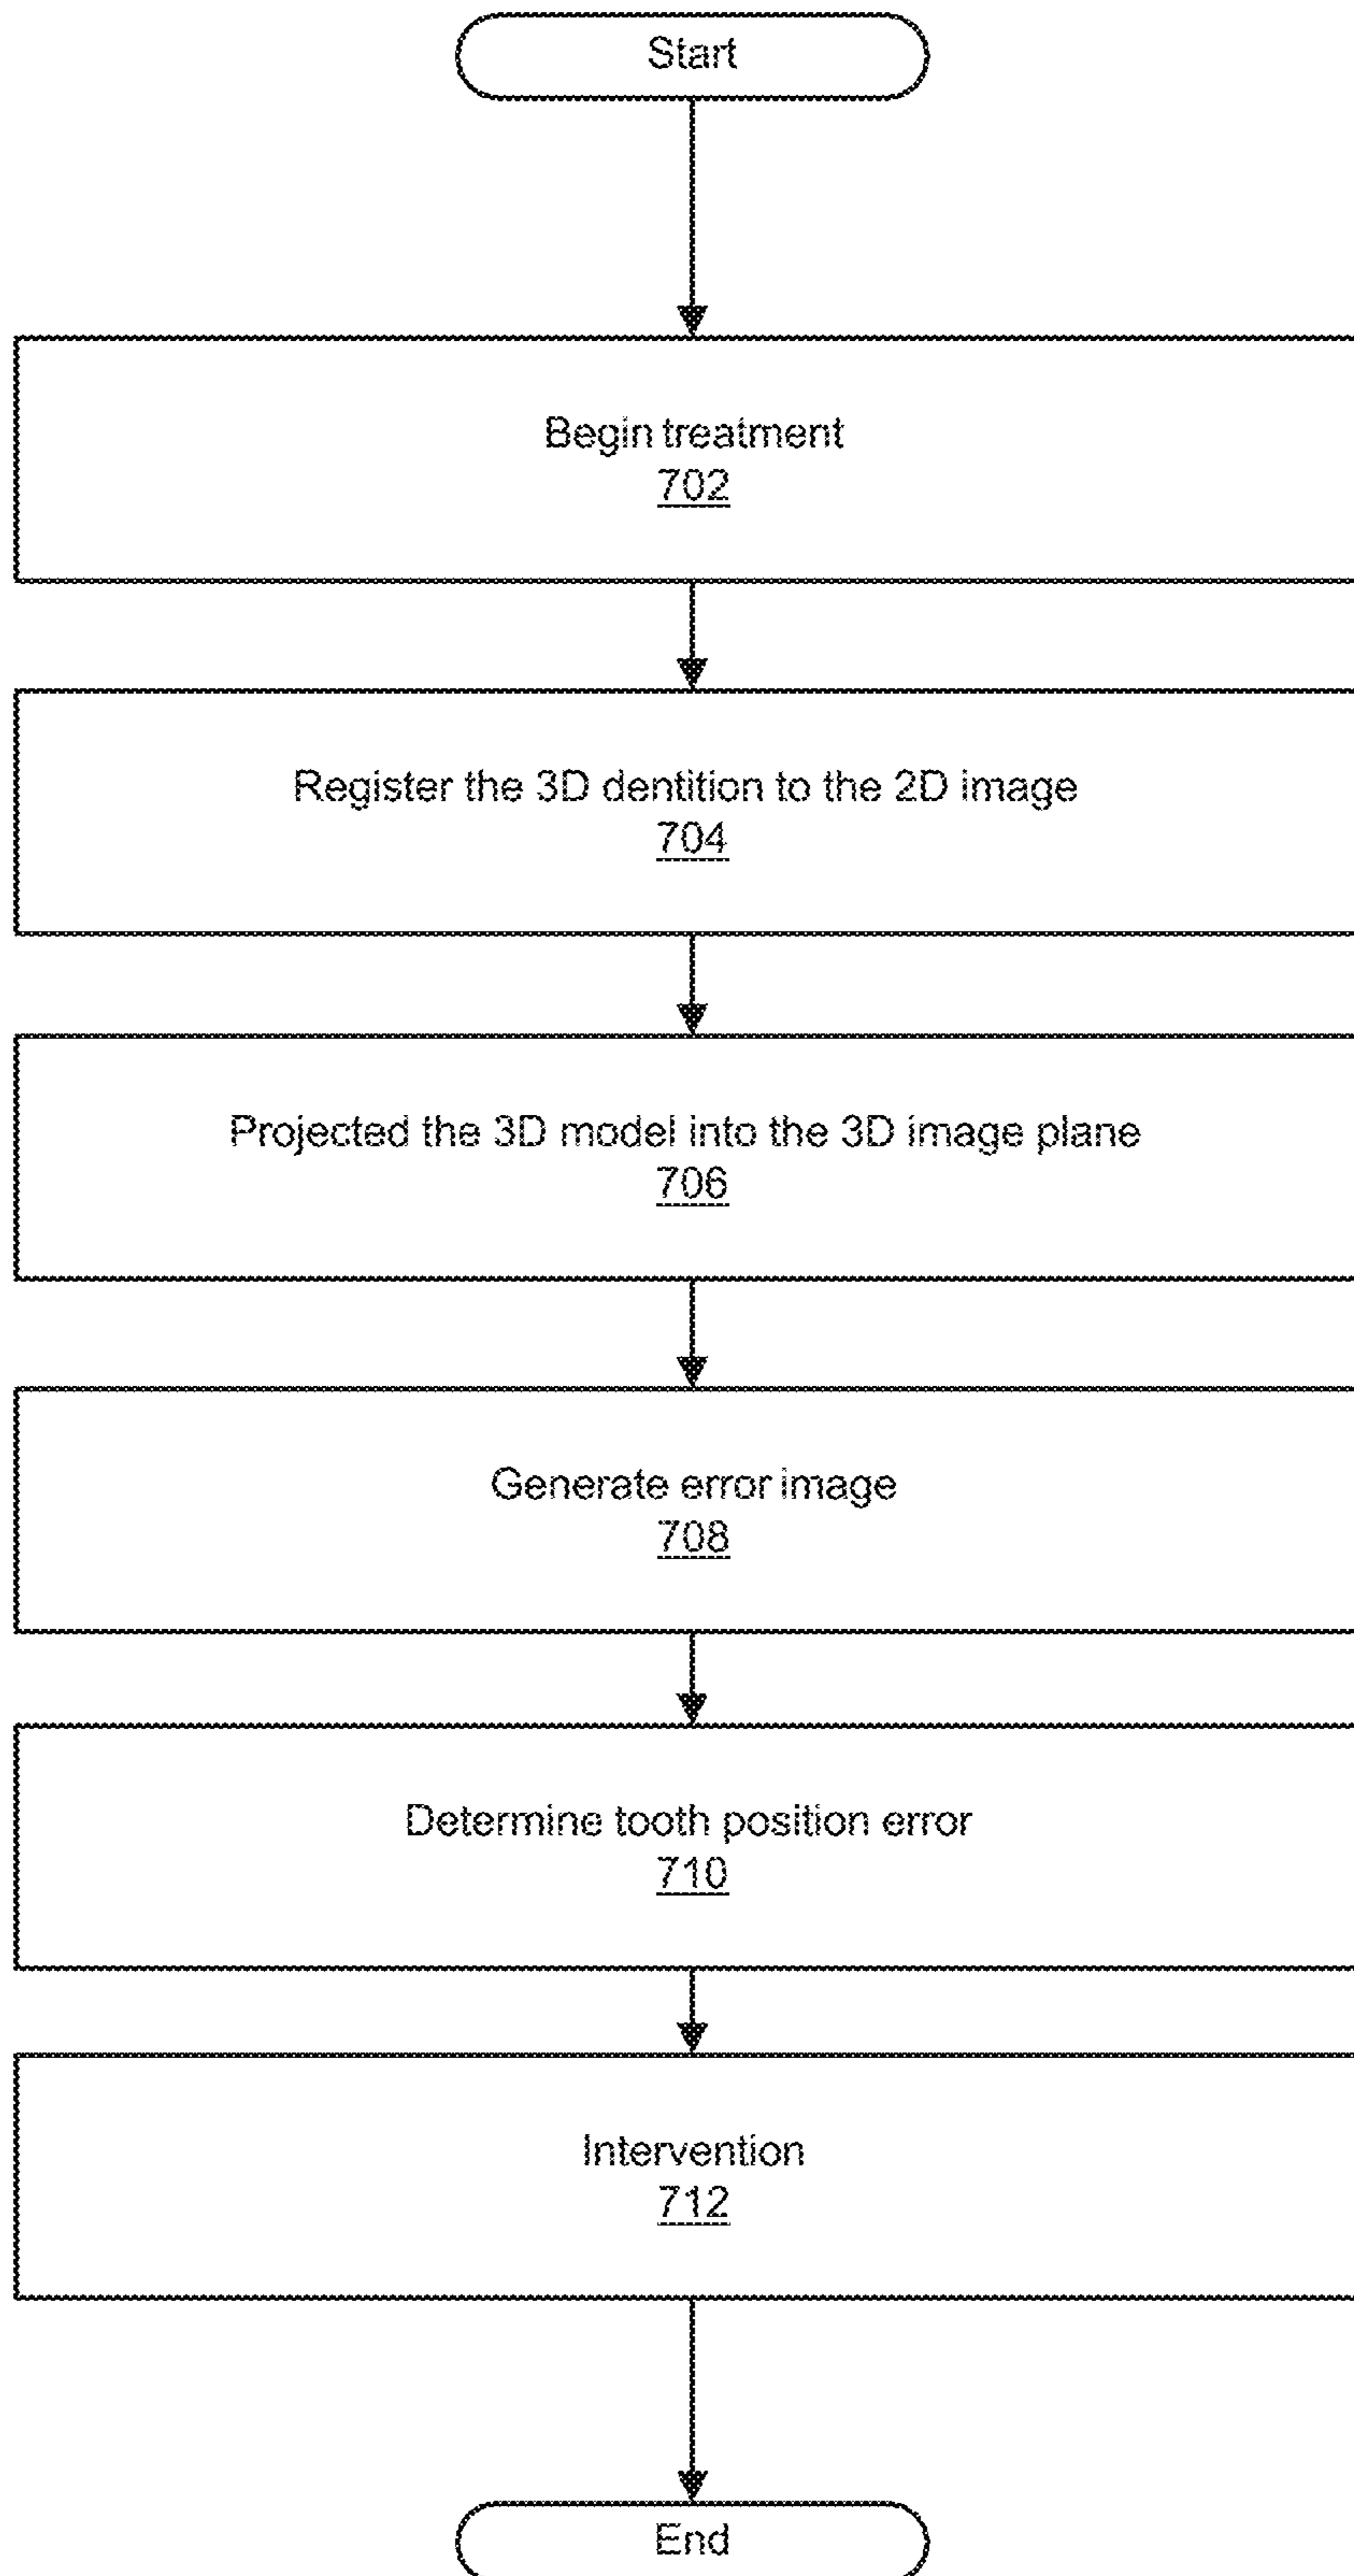 Start
Begin treatment
702
Register the 3D dentition to the 2D image
704
Projected the 3D model into the 3D image plane
706
Generate error image
708
Determine tooth position error
710
Intervention
712
End